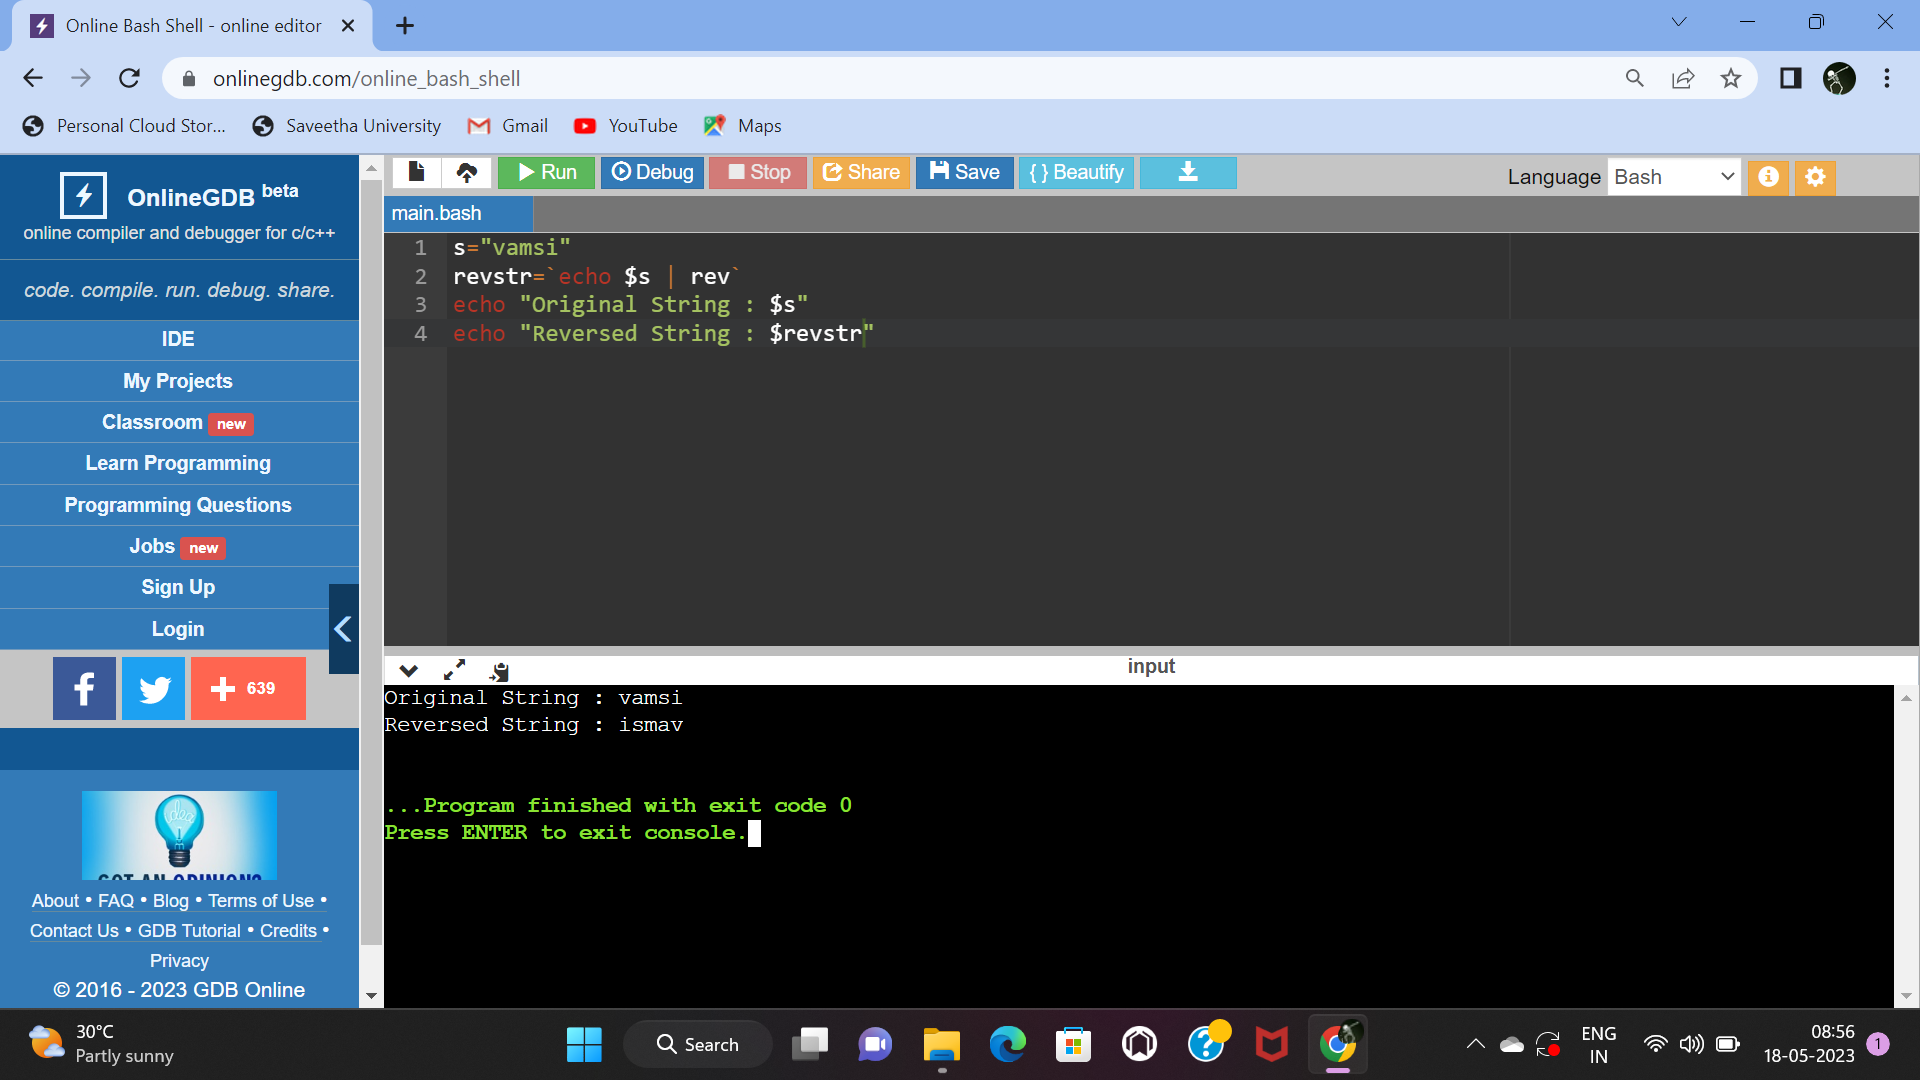 Online Bash Shell - online editor
onlinegdb.com/online_bash_shell
Personal Cloud Stor... Saveetha University Gmail YouTube Maps
OnlineGDB beta
online compiler and debugger for c/c++
code. compile. run. debug. share.
IDE
My Projects
Classroom new
Learn Programming
Programming Questions
Jobs new
Sign Up
Login
f
639
idea
GOT AN OPINION?
About • FAQ • Blog • Terms of Use •
Contact Us • GDB Tutorial • Credits •
Privacy
© 2016 - 2023 GDB Online
Run Debug Stop Share Save { } Beautify
Language Bash
main.bash
1 s="vamsi"
2 revstr=`echo $s | rev`
3 echo "Original String : $s"
4 echo "Reversed String : $revstr"
input
Original String : vamsi
Reversed String : ismav
...Program finished with exit code 0
Press ENTER to exit console.
30°C
Partly sunny
Search
ENG
IN
08:56
18-05-2023
1